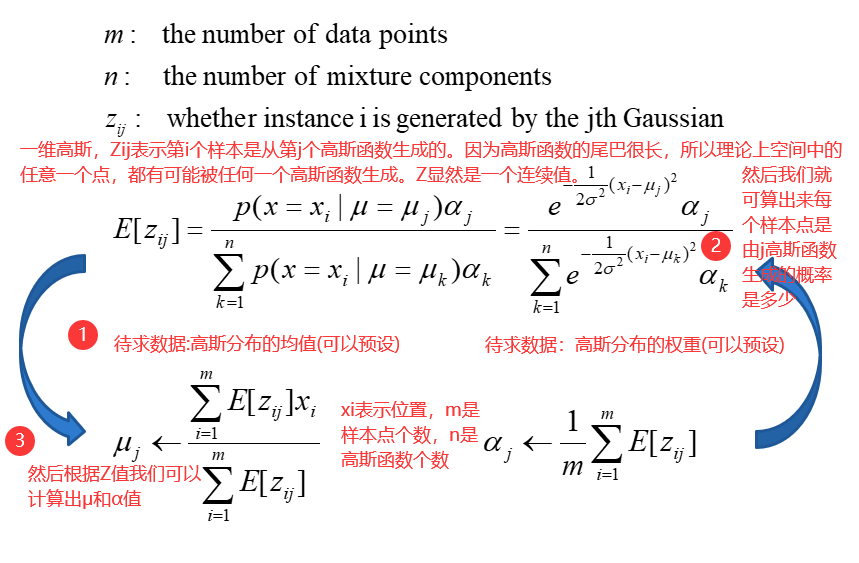 m : the number of data points
n : the number of mixture components
z_{ij} : whether instance i is generated by the jth Gaussian
一维高斯，Zij表示第i个样本是从第j个高斯函数生成的。因为高斯函数的尾巴很长，所以理论上空间中的
任意一个点，都有可能被任何一个高斯函数生成。Z显然是一个连续值。
E[z_{ij}] = \frac{p(x = x_i | \mu = \mu_j)\alpha_j}{\sum_{k=1}^{n} p(x = x_i | \mu = \mu_k)\alpha_k} = \frac{e^{-\frac{1}{2\sigma^2}(x_i-\mu_j)^2}\alpha_j}{\sum_{k=1}^{n} e^{-\frac{1}{2\sigma^2}(x_i-\mu_k)^2}\alpha_k}
2
然后我们就
可算出来每
个样本点是
由j高斯函数
生成的概率
是多少
1
待求数据:高斯分布的均值(可以预设)
待求数据：高斯分布的权重(可以预设)
3
\mu_j \leftarrow \frac{\sum_{i=1}^{m} E[z_{ij}]x_i}{\sum_{i=1}^{m} E[z_{ij}]}
然后根据Z值我们可以
计算出μ和α值
xi表示位置，m是
样本点个数，n是
高斯函数个数
\alpha_j \leftarrow \frac{1}{m}\sum_{i=1}^{m} E[z_{ij}]